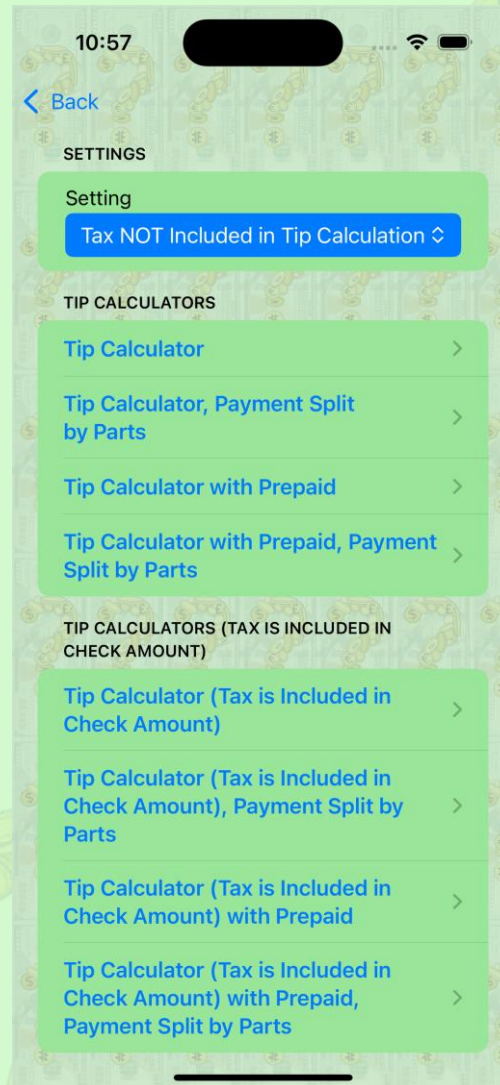 10:57
Back
SETTINGS
Setting
Tax NOT Included in Tip Calculation
TIP CALCULATORS
Tip Calculator
Tip Calculator, Payment Split
by Parts
Tip Calculator with Prepaid
Tip Calculator with Prepaid, Payment
Split by Parts
TIP CALCULATORS (TAX IS INCLUDED IN
CHECK AMOUNT)
Tip Calculator (Tax is Included in
Check Amount)
Tip Calculator (Tax is Included in
Check Amount), Payment Split by
Parts
Tip Calculator (Tax is Included in
Check Amount) with Prepaid
Tip Calculator (Tax is Included in
Check Amount) with Prepaid,
Payment Split by Parts